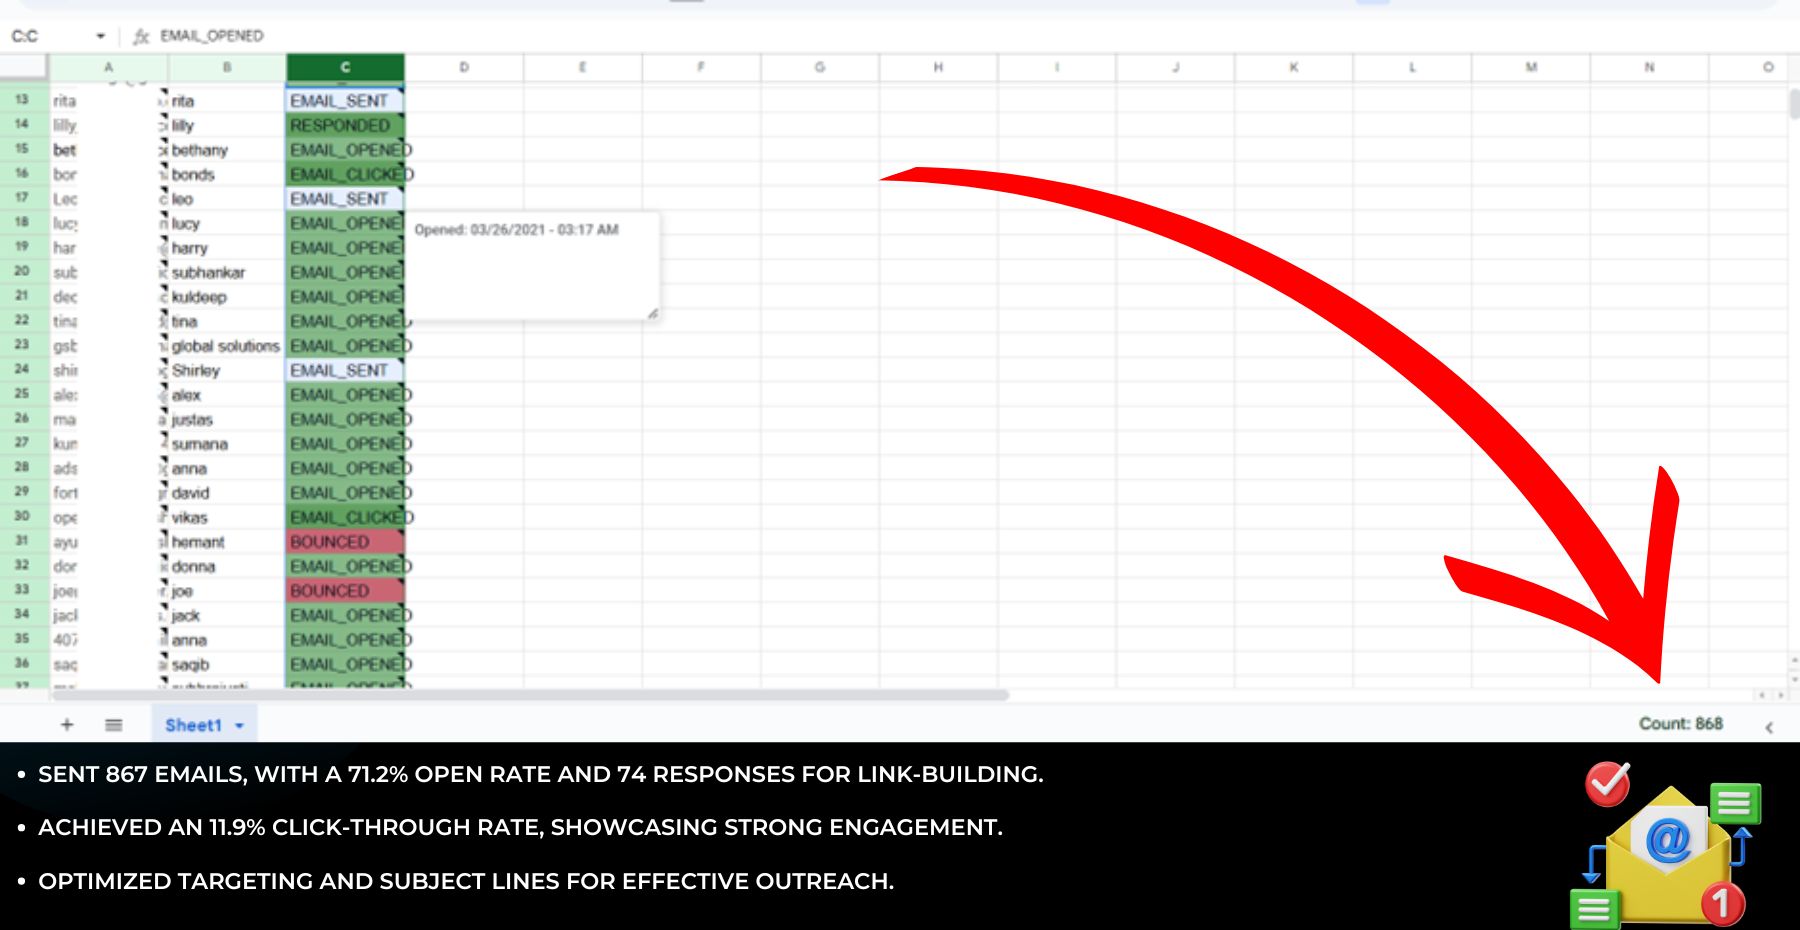 C:C fx EMAIL_OPENED
A B C D E F G H I J K L M N O
13 rita rita EMAIL_SENT
14 lilly lilly RESPONDED
15 bet bethany EMAIL_OPENED
16 bor bonds EMAIL_CLICKED
17 Leo leo EMAIL_SENT
18 lucy lucy EMAIL_OPENE
Opened: 03/26/2021 - 03:17 AM
19 har harry EMAIL_OPENE
20 sub subhankar EMAIL_OPENE
21 dec kuldeep EMAIL_OPENE
22 tina tina EMAIL_OPENED
23 gsb global solutions EMAIL_OPENED
24 shir Shirley EMAIL_SENT
25 ale alex EMAIL_OPENED
26 ma justas EMAIL_OPENED
27 kum sumana EMAIL_OPENED
28 ads anna EMAIL_OPENED
29 fort david EMAIL_OPENED
30 ope vikas EMAIL_CLICKED
31 ayu hemant BOUNCED
32 dor donna EMAIL_OPENED
33 joe joe BOUNCED
34 jack jack EMAIL_OPENED
35 407 anna EMAIL_OPENED
36 saq saqib EMAIL_OPENED
37 EMAIL_OPENED
+ Sheet1 Count: 868
• SENT 867 EMAILS, WITH A 71.2% OPEN RATE AND 74 RESPONSES FOR LINK-BUILDING.
• ACHIEVED AN 11.9% CLICK-THROUGH RATE, SHOWCASING STRONG ENGAGEMENT.
• OPTIMIZED TARGETING AND SUBJECT LINES FOR EFFECTIVE OUTREACH.
@
1